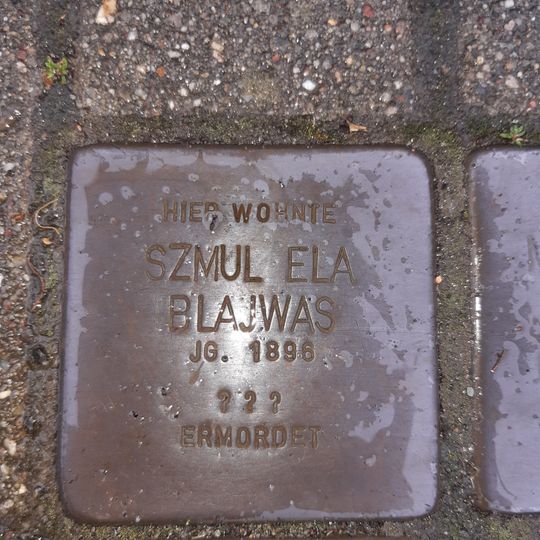 HIER WOHNTE
SZMUL ELA
BLAJWAS
JG. 1896
? ? ?
ERMORDET